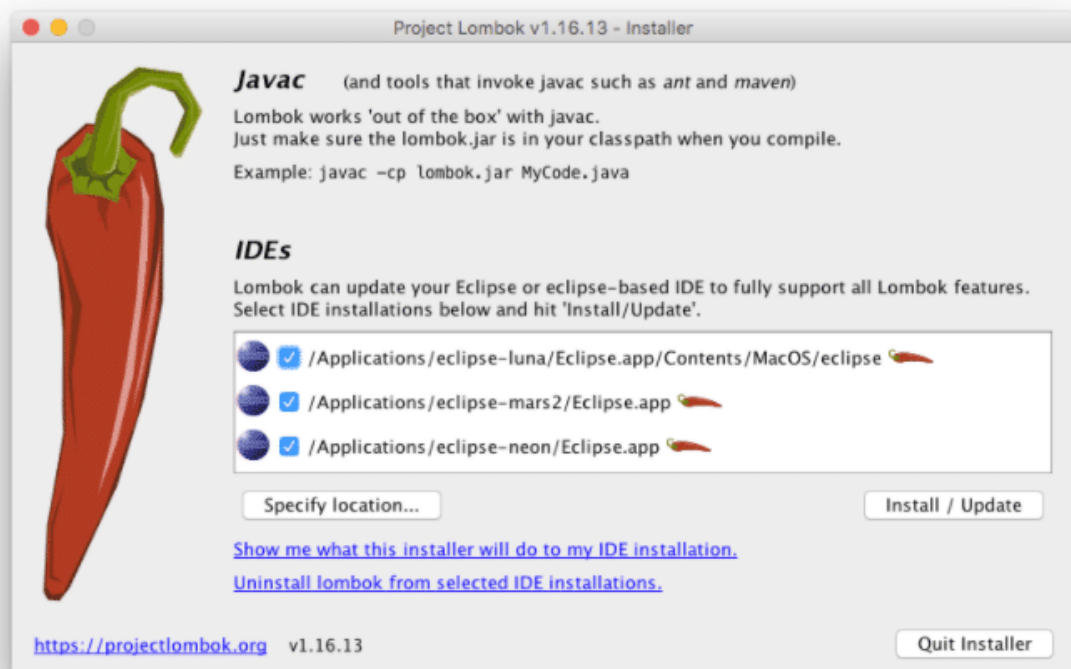 Project Lombok v1.16.13 - Installer
Javac (and tools that invoke javac such as ant and maven)
Lombok works 'out of the box' with javac.
Just make sure the lombok.jar is in your classpath when you compile.
Example: javac -cp lombok.jar MyCode.java
IDEs
Lombok can update your Eclipse or eclipse-based IDE to fully support all Lombok features.
Select IDE installations below and hit 'Install/Update'.
/Applications/eclipse-luna/Eclipse.app/Contents/MacOS/eclipse
/Applications/eclipse-mars2/Eclipse.app
/Applications/eclipse-neon/Eclipse.app
Specify location... Install / Update
Show me what this installer will do to my IDE installation.
Uninstall lombok from selected IDE installations.
https://projectlombok.org v1.16.13 Quit Installer